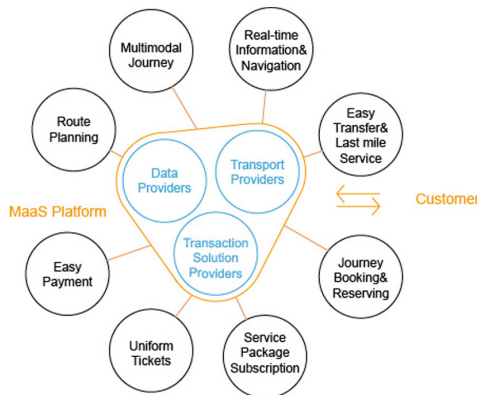 Multimodal
Journey
Real-time
Information&
Navigation
Route
Planning
Easy
Transfer&
Last mile
Service
Data
Providers
Transport
Providers
MaaS Platform
Customer
Transaction
Solution
Providers
Easy
Payment
Journey
Booking&
Reserving
Uniform
Tickets
Service
Package
Subscription